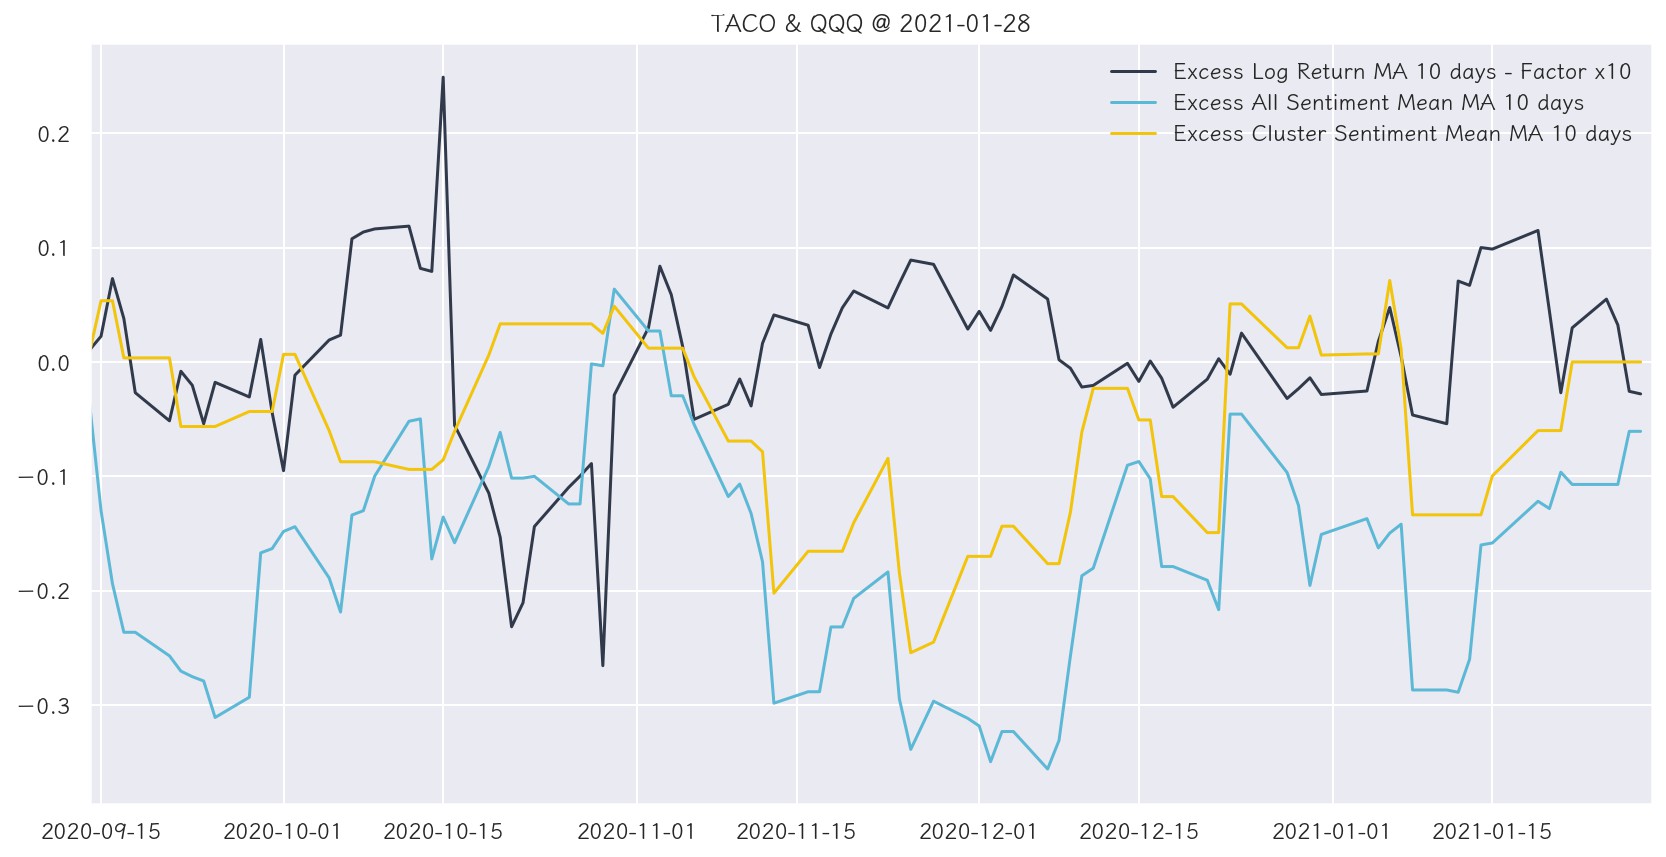 TACO & QQQ @ 2021-01-28
Excess Log Return MA 10 days - Factor x10
Excess All Sentiment Mean MA 10 days
Excess Cluster Sentiment Mean MA 10 days
0.2
0.1
0.0
−0.1
−0.2
−0.3
2020-09-15 2020-10-01 2020-10-15 2020-11-01 2020-11-15 2020-12-01 2020-12-15 2021-01-01 2021-01-15